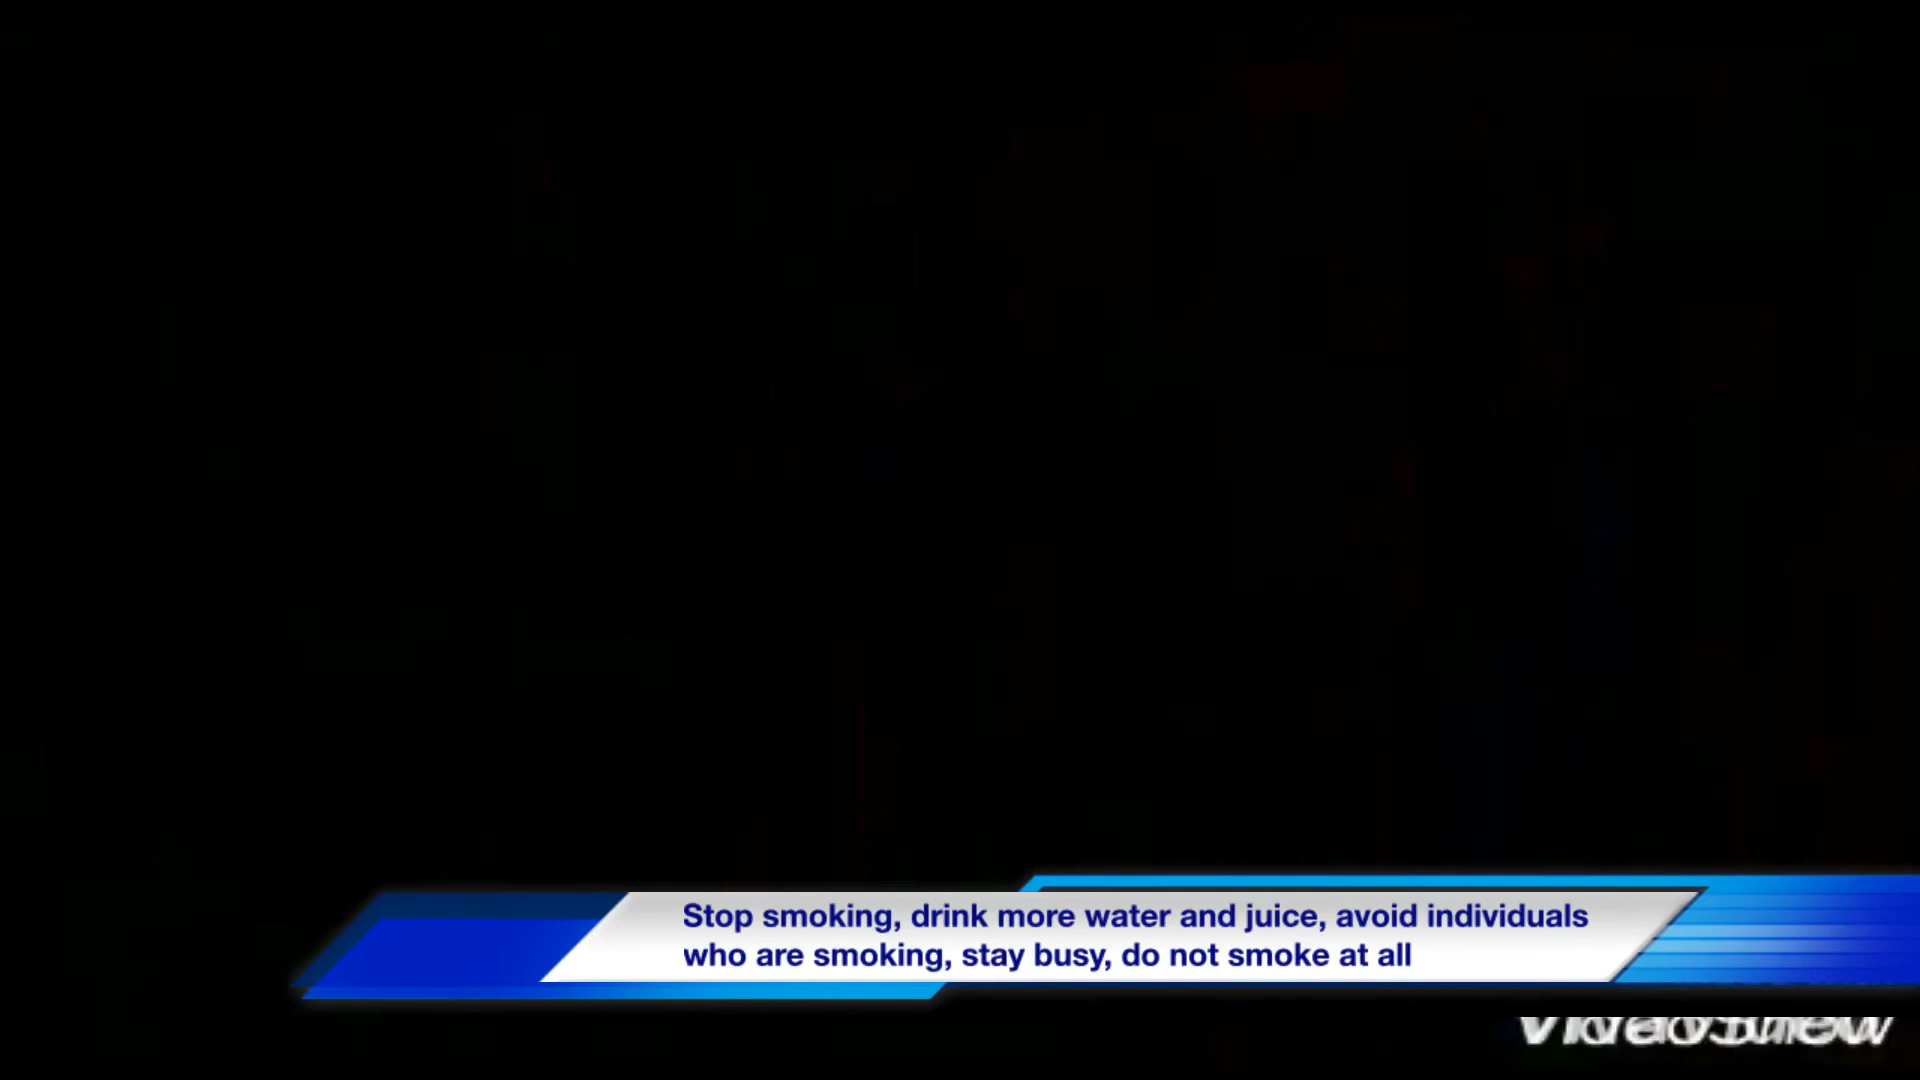 Stop smoking, drink more water and juice, avoid individuals
who are smoking, stay busy, do not smoke at all